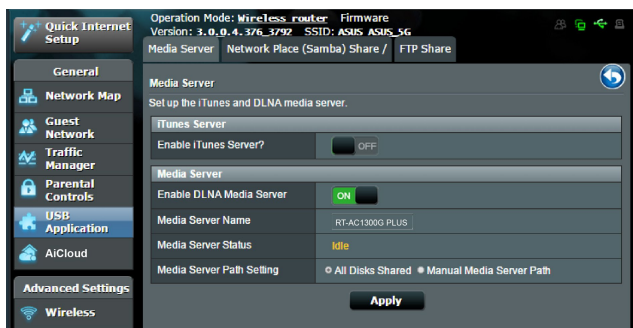 Quick Internet
Setup
Operation Mode: Wireless router Firmware
Version: 3.0.0.4.376_3792 SSID: ASUS ASUS_5G
Media Server
Network Place (Samba) Share /
FTP Share
General
Network Map
Guest
Network
Traffic
Manager
Parental
Controls
USB
Application
AiCloud
Advanced Settings
Wireless
Media Server
Set up the iTunes and DLNA media server.
iTunes Server
Enable iTunes Server?
OFF
Media Server
Enable DLNA Media Server
ON
Media Server Name
RT-AC1300G PLUS
Media Server Status
Idle
Media Server Path Setting
All Disks Shared Manual Media Server Path
Apply